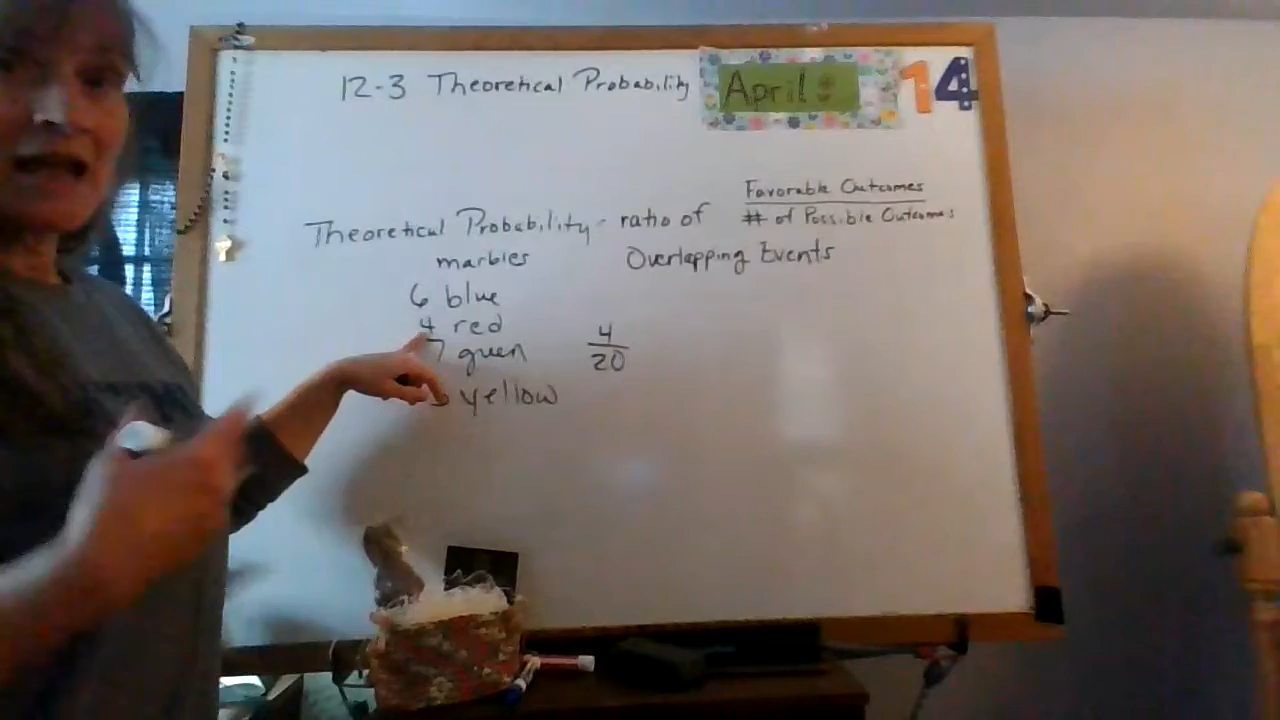 12-3 Theoretical Probability
April:
14
Theoretical Probability - ratio of Favorable Outcomes
# of Possible Outcomes
marbles
Overlapping Events
6 blue
4 red
7 green
4
20
yellow